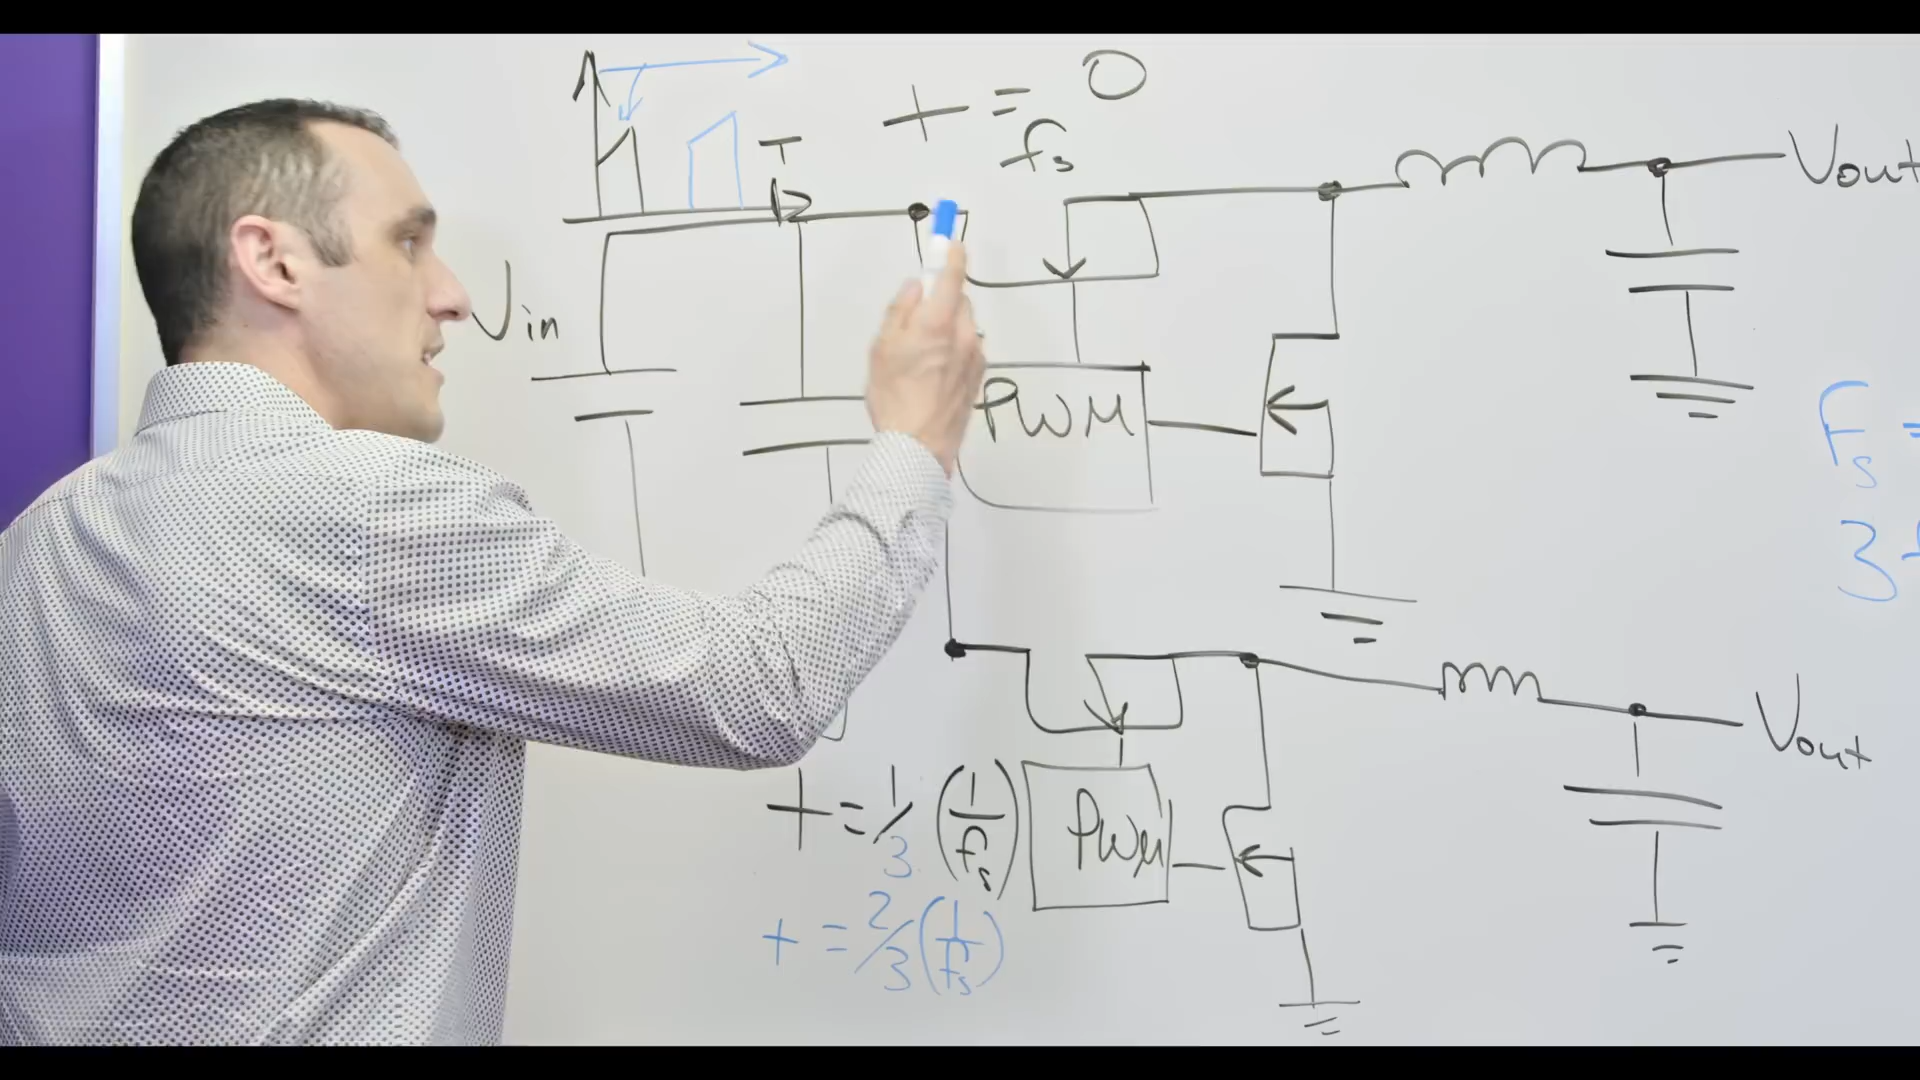 t = 0
fs
T
Vout
Vin
PWM
Fs =
3
Vout
t = 1/3 (1/fs)
PWM
t = 2/3 (1/fs)